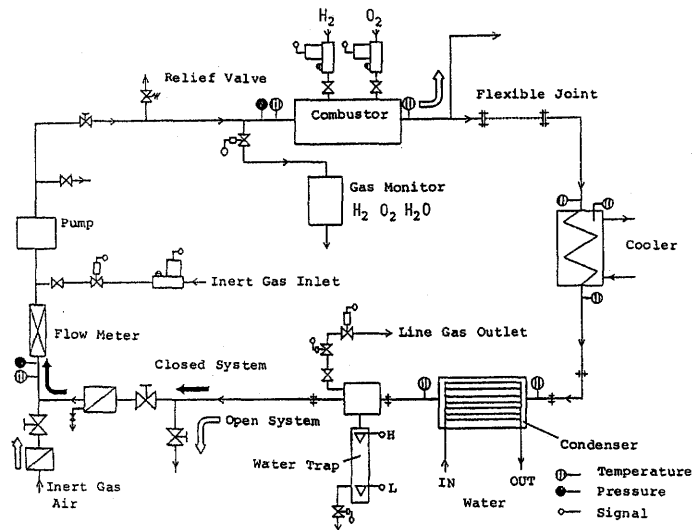 H2 O2
Relief Valve
Flexible Joint
Combustor
Gas Monitor
H2 O2 H2O
Pump
Cooler
Inert Gas Inlet
Flow Meter
Line Gas Outlet
Closed System
Open System
H
Condenser
Water Trap
L
IN
OUT
Water
Inert Gas
Air
Temperature
Pressure
Signal